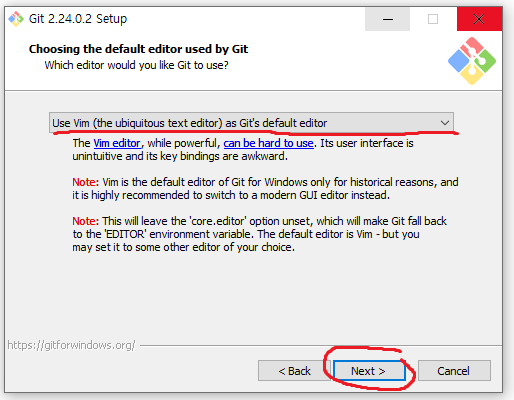 Git 2.24.0.2 Setup
Choosing the default editor used by Git
Which editor would you like Git to use?
Use Vim (the ubiquitous text editor) as Git's default editor
The Vim editor, while powerful, can be hard to use. Its user interface is
unintuitive and its key bindings are awkward.
Note: Vim is the default editor of Git for Windows only for historical reasons, and
it is highly recommended to switch to a modern GUI editor instead.
Note: This will leave the 'core.editor' option unset, which will make Git fall back
to the 'EDITOR' environment variable. The default editor is Vim - but you
may set it to some other editor of your choice.
https://gitforwindows.org/
< Back Next > Cancel